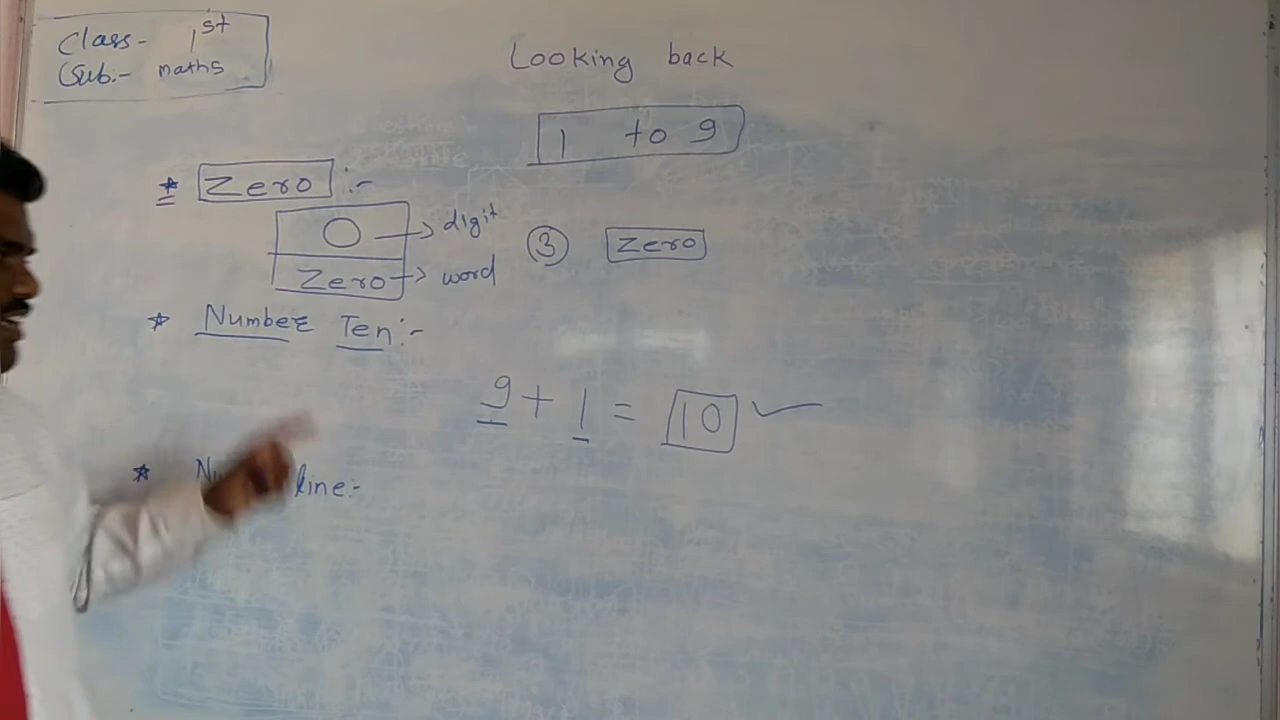 Class- 1st
Sub.- maths
Looking back
1 to 9
* Zero :-
0 → digit
Zero → word
③ Zero
* Number Ten:-
9 + 1 = 10 ✓
* line:-